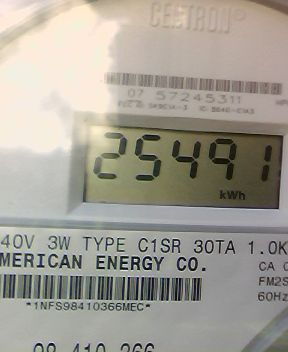 CENTRON®
07 57245311
25491
kWh
40V 3W TYPE C1SR 30TA 1.0K
MERICAN ENERGY CO.
CA 0
FM2S
60Hz
*1NFS98410366MEC*
98 410 366